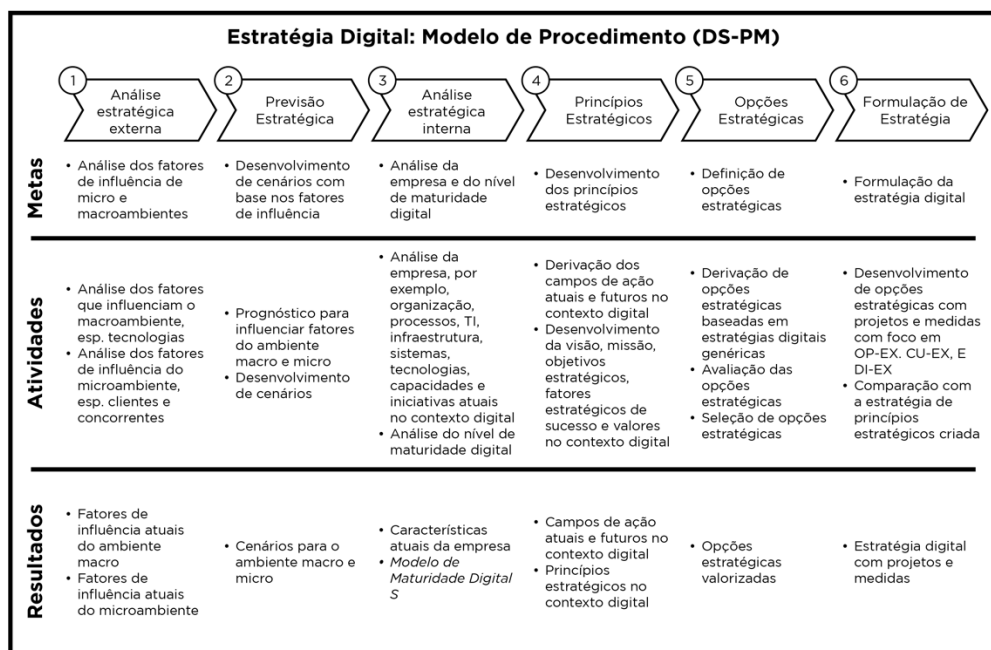 Estratégia Digital: Modelo de Procedimento (DS-PM)
1
Análise
estratégica
externa
2
Previsão
Estratégica
3
Análise
estratégica
interna
4
Princípios
Estratégicos
5
Opções
Estratégicas
6
Formulação de
Estratégia
Metas
• Análise dos fatores
de influência de
micro e
macroambientes
• Desenvolvimento
de cenários com
base nos fatores
de influência
• Análise da
empresa e do nível
de maturidade
digital
• Desenvolvimento
dos princípios
estratégicos
• Definição de
opções
estratégicas
• Formulação da
estratégia digital
Atividades
• Análise dos fatores
que influenciam o
macroambiente,
esp. tecnologias
• Análise dos fatores
de influência do
microambiente,
esp. clientes e
concorrentes
• Prognóstico para
influenciar fatores
do ambiente
macro e micro
• Desenvolvimento
de cenários
• Análise da
empresa, por
exemplo,
organização,
processos, TI,
infraestrutura,
sistemas,
tecnologias,
capacidades e
iniciativas atuais
no contexto digital
• Análise do nível de
maturidade digital
• Derivação dos
campos de ação
atuais e futuros no
contexto digital
• Desenvolvimento
da visão, missão,
objetivos
estratégicos,
fatores
estratégicos de
sucesso e valores
no contexto digital
• Derivação de
opções
estratégicas
baseadas em
estratégias digitais
genéricas
• Avaliação das
opções
estratégicas
• Seleção de opções
estratégicas
• Desenvolvimento
de opções
estratégicas com
projetos e medidas
com foco em
OP-EX. CU-EX, E
DI-EX
• Comparação com
a estratégia de
princípios
estratégicos criada
Resultados
• Fatores de
influência atuais
do ambiente
macro
• Fatores de
influência atuais
do microambiente
• Cenários para o
ambiente macro e
micro
• Características
atuais da empresa
• Modelo de
Maturidade Digital
S
• Campos de ação
atuais e futuros no
contexto digital
• Princípios
estratégicos no
contexto digital
• Opções
estratégicas
valorizadas
• Estratégia digital
com projetos e
medidas